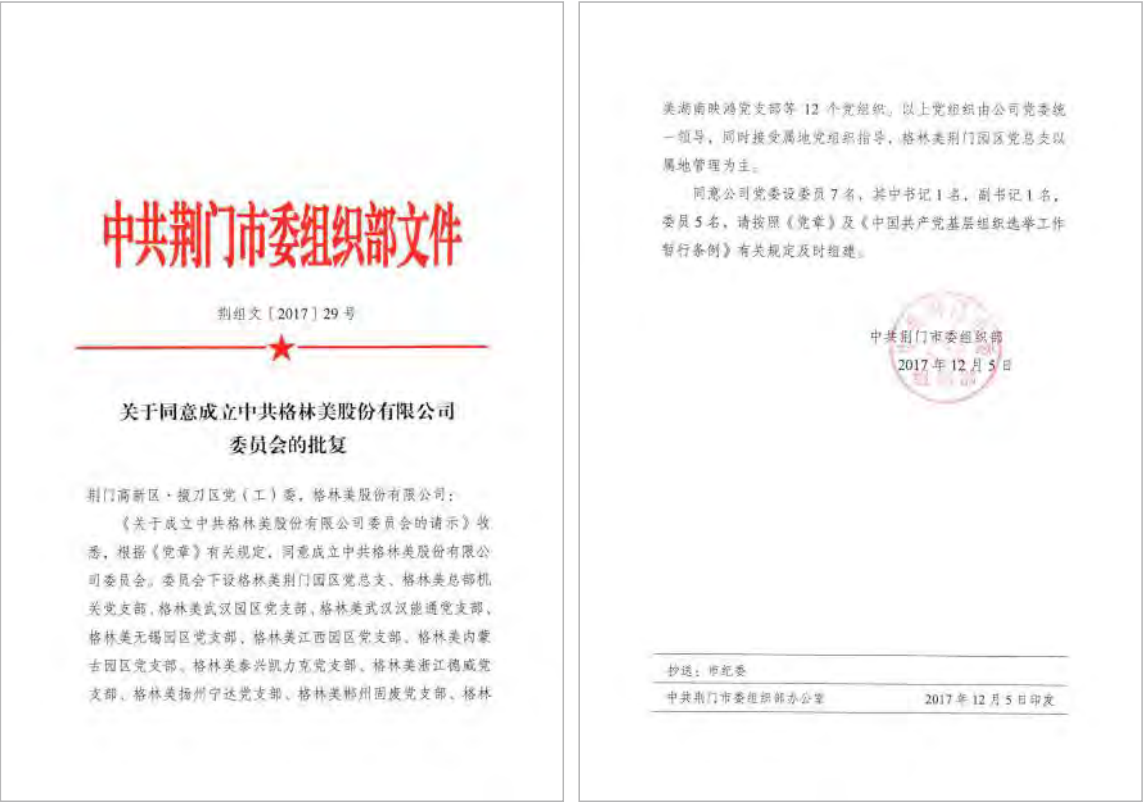 中共荆门市委组织部文件
荆组文〔2017〕29 号
关于同意成立中共格林美股份有限公司
委员会的批复
荆门高新区·掇刀区党（工）委，格林美股份有限公司：
《关于成立中共格林美股份有限公司委员会的请示》收
悉，根据《党章》有关规定，同意成立中共格林美股份有限公
司委员会。委员会下设格林美荆门园区党总支、格林美总部机
关党支部、格林美武汉园区党支部、格林美武汉汉能通党支部、
格林美无锡园区党支部、格林美江西园区党支部、格林美内蒙
古园区党支部、格林美泰兴凯力克党支部、格林美浙江德威党
支部、格林美扬州宁达党支部、格林美郴州固废党支部、格林
美湖南映鸿党支部等 12 个党组织。以上党组织由公司党委统
一领导，同时接受属地党组织指导，格林美荆门园区党总支以
属地管理为主。
同意公司党委设委员 7 名，其中书记 1 名，副书记 1 名，
委员 5 名，请按照《党章》及《中国共产党基层组织选举工作
暂行条例》有关规定及时组建。
中共荆门市委组织部
2017 年 12 月 5 日
抄送：市纪委
中共荆门市委组织部办公室 2017 年 12 月 5 日印发